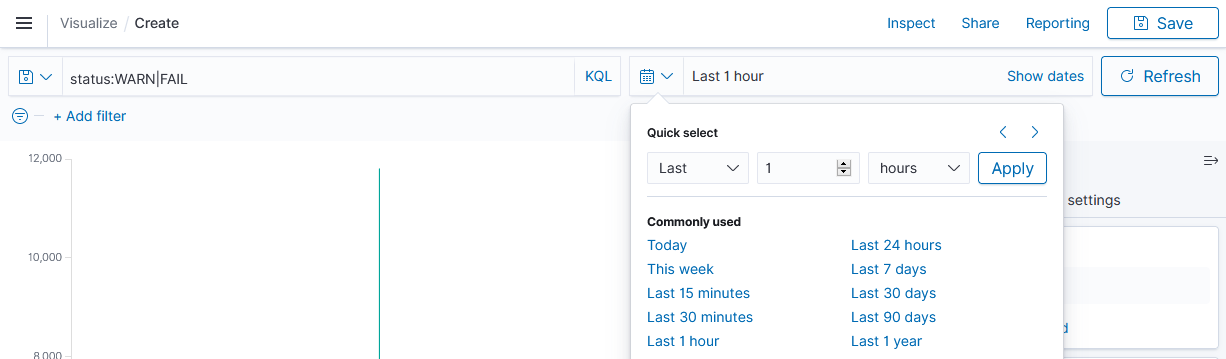 Visualize / Create
Inspect Share Reporting Save
status:WARN|FAIL KQL Last 1 hour Show dates Refresh
+ Add filter
Quick select
Last 1 hours Apply
settings
Commonly used
Today Last 24 hours
This week Last 7 days
Last 15 minutes Last 30 days
Last 30 minutes Last 90 days
Last 1 hour Last 1 year
12,000
10,000
8,000